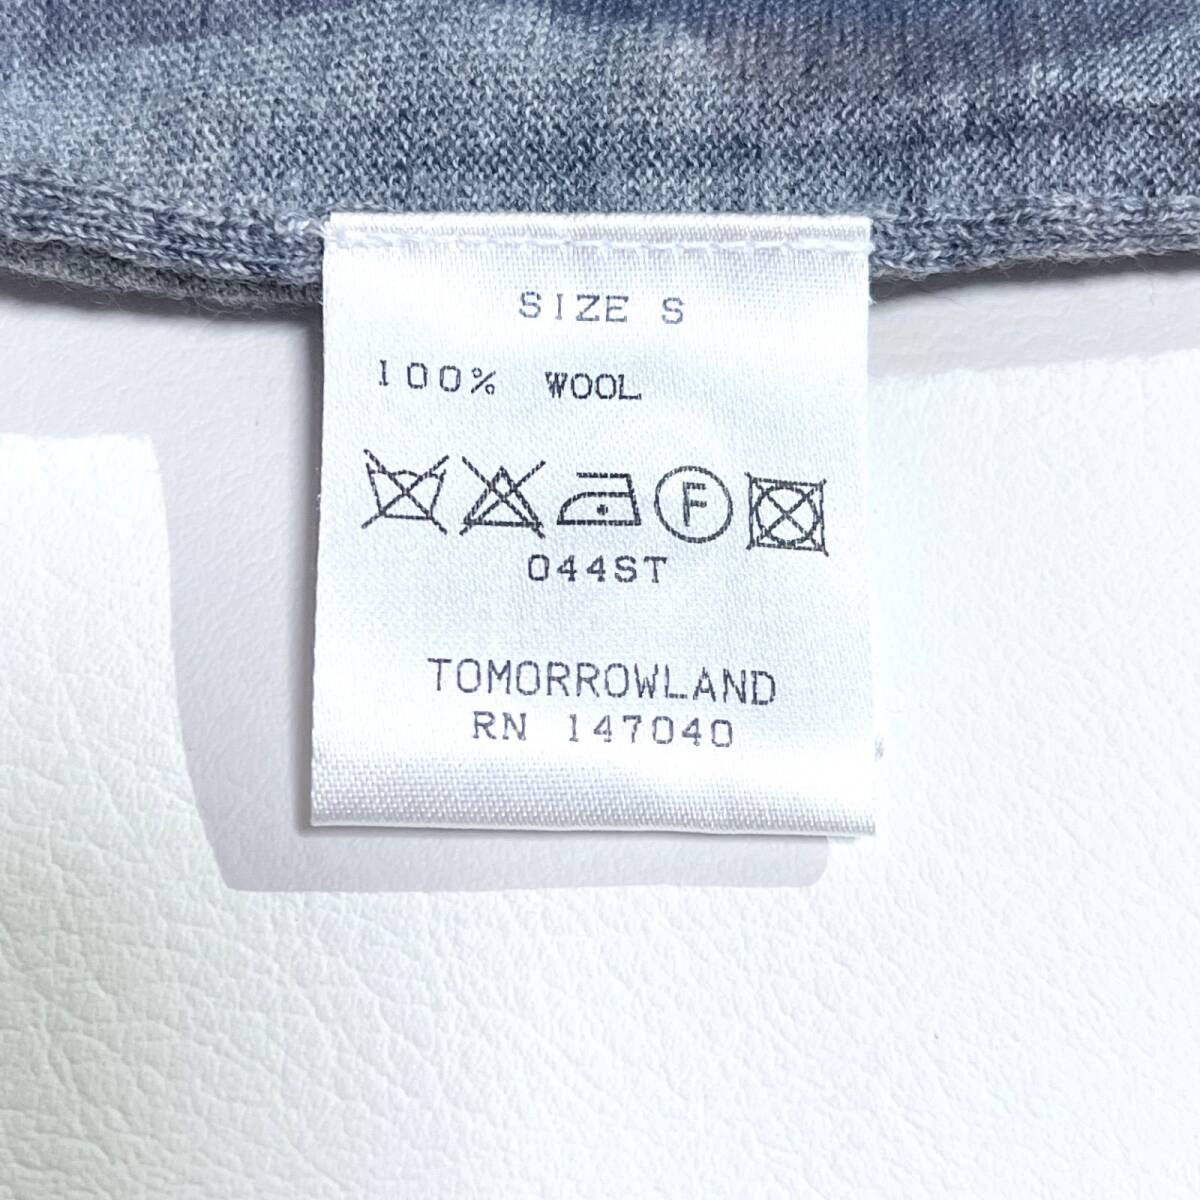 SIZE S
100% WOOL
F
044ST
TOMORROWLAND
RN 147040